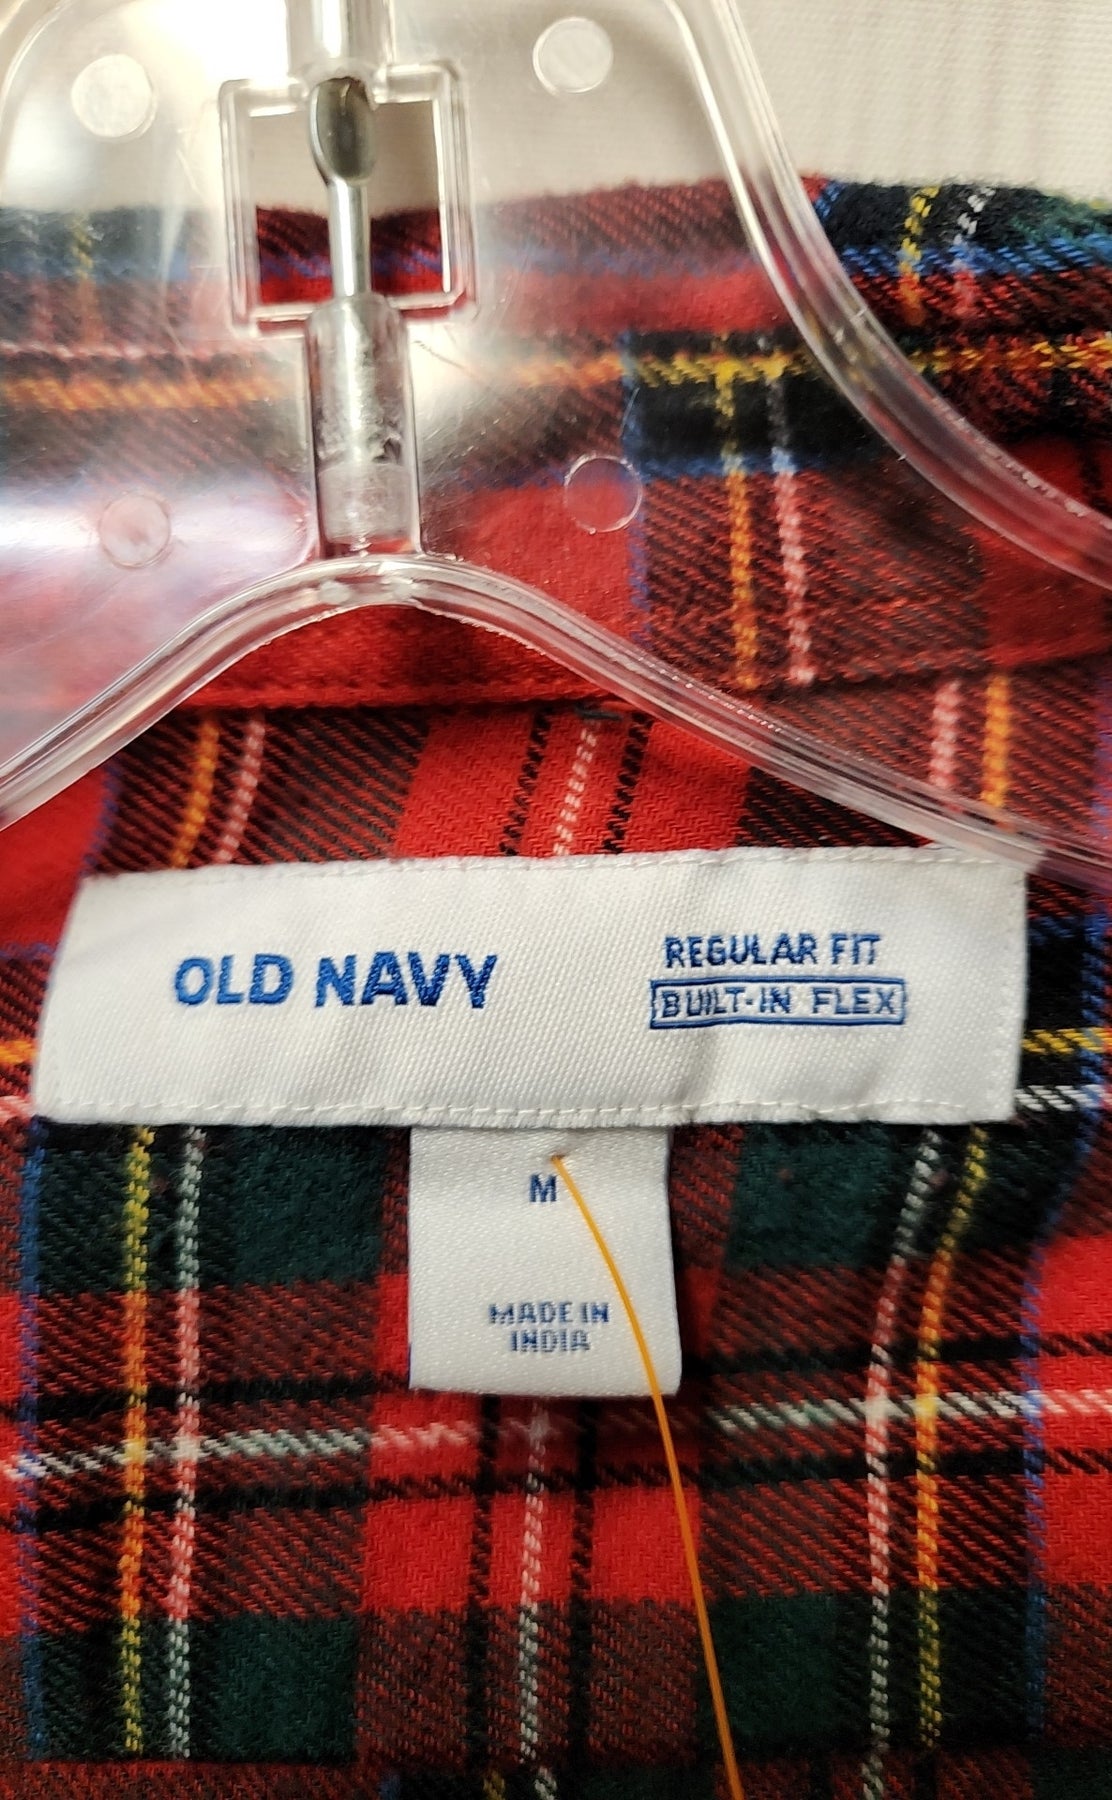 OLD NAVY
REGULAR FIT
BUILT-IN FLEX
M
MADE IN
INDIA